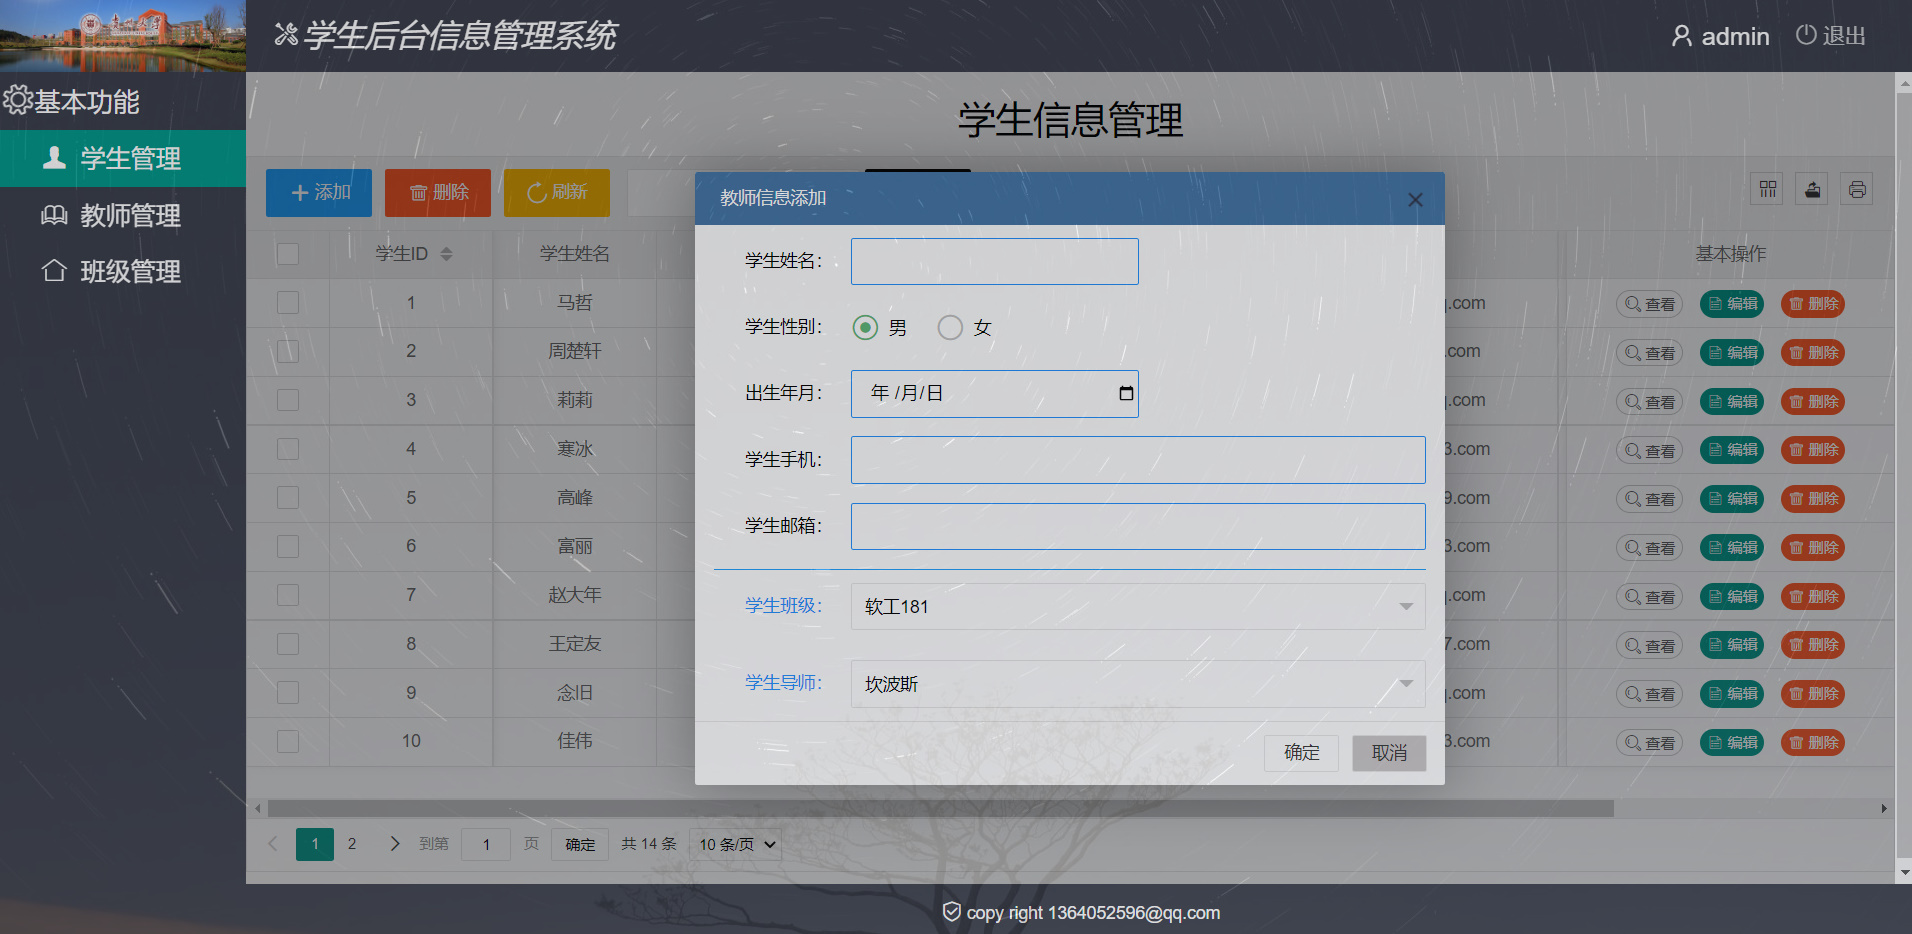 学生后台信息管理系统
admin
退出
基本功能
学生管理
教师管理
班级管理
学生信息管理
添加
删除
刷新
教师信息添加
学生姓名：
学生性别：
男
女
出生年月：
年 /月/日
学生手机：
学生邮箱：
学生班级：
软工181
学生导师：
坎波斯
确定
取消
学生ID
学生姓名
基本操作
1 马哲 .com 查看 编辑 删除
2 周楚轩 .com 查看 编辑 删除
3 莉莉 .com 查看 编辑 删除
4 寒冰 3.com 查看 编辑 删除
5 高峰 9.com 查看 编辑 删除
6 富丽 3.com 查看 编辑 删除
7 赵大年 .com 查看 编辑 删除
8 王定友 7.com 查看 编辑 删除
9 念旧 .com 查看 编辑 删除
10 佳伟 3.com 查看 编辑 删除
1 2 到第 1 页 确定 共 14 条 10 条/页
copy right 1364052596@qq.com